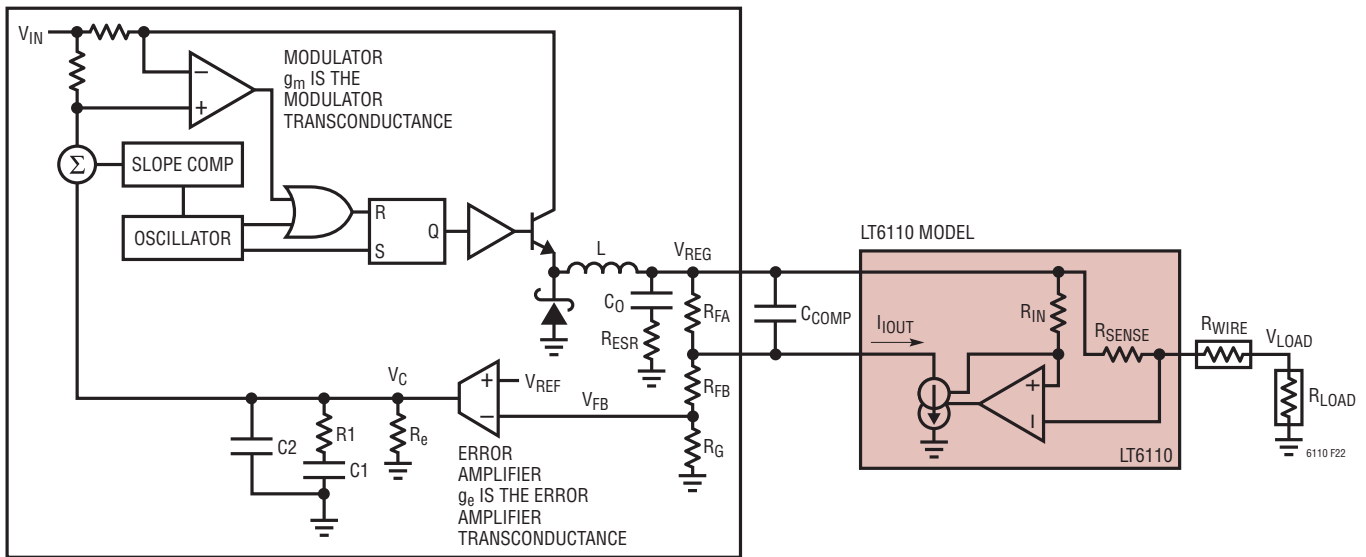 V_IN
MODULATOR
g_m IS THE
MODULATOR
TRANSCONDUCTANCE
−
+
Σ
SLOPE COMP
OSCILLATOR
R
S
Q
L
V_REG
C_O
R_ESR
R_FA
R_FB
R_G
C_COMP
LT6110 MODEL
I_IOUT
R_IN
R_SENSE
R_WIRE
V_LOAD
R_LOAD
+
–
LT6110
6110 F22
V_C
+
−
V_REF
V_FB
C2
R1
C1
R_e
ERROR
AMPLIFIER
g_e IS THE ERROR
AMPLIFIER
TRANSCONDUCTANCE